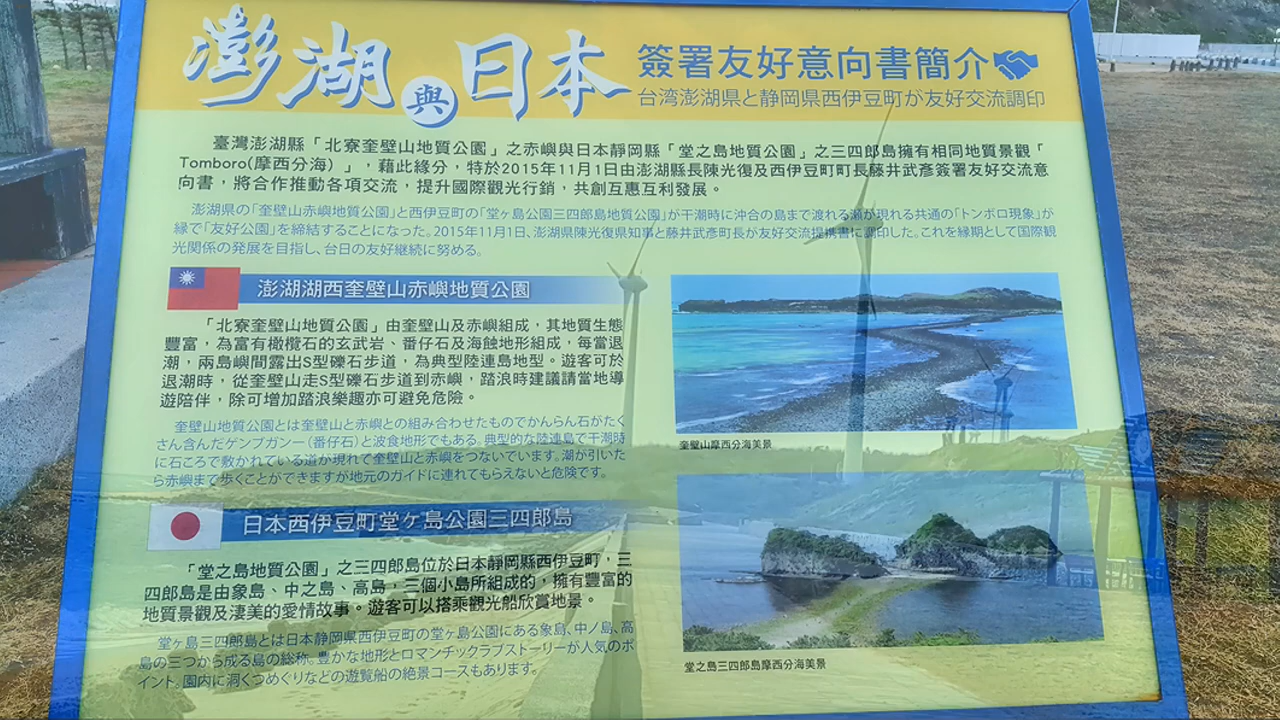 澎湖與日本 簽署友好意向書簡介
台湾澎湖県と静岡県西伊豆町が友好交流調印
臺灣澎湖縣「北寮奎壁山地質公園」之赤嶼與日本靜岡縣「堂之島地質公園」之三四郎島擁有相同地質景觀「
Tomboro(摩西分海) 」,藉此緣分,特於2015年11月1日由澎湖縣長陳光復及西伊豆町町長藤井武彥簽署友好交流意
向書,將合作推動各項交流,提升國際觀光行銷,共創互惠互利發展。
澎湖県の「奎壁山赤嶼地質公園」と西伊豆町の「堂ヶ島公園三四郎島地質公園」が干潮時に沖合の島まで渡れる瀬が現れる共通の「トンボロ現象」が
縁で「友好公園」を締結することになった。2015年11月1日、澎湖県陳光復県知事と藤井武彥町長が友好交流提携書に調印した。これを縁期として国際観
光関係の発展を目指し、台日の友好継続に努める。
澎湖湖西奎壁山赤嶼地質公園
「北寮奎壁山地質公園」由奎壁山及赤嶼組成,其地質生態
豐富,為富有橄欖石的玄武岩、番仔石及海蝕地形組成,每當退
潮,兩島嶼間露出S型礫石步道,為典型陸連島地型。遊客可於
退潮時,從奎壁山走S型礫石步道到赤嶼,踏浪時建議請當地導
遊陪伴,除可增加踏浪樂趣亦可避免危險。
奎壁山地質公園とは奎壁山と赤嶼との組み合わせたものでかんらん石がたく
さん含んだゲンブガンー(番仔石)と波食地形でもある。典型的な陸連島で干潮時
に石ころで敷かれている道が現れて奎壁山と赤嶼をつないでいます。潮が引いた
ら赤嶼まで歩くことができますが地元のガイドに連れてもらえないと危険です。
奎璧山摩西分海美景
日本西伊豆町堂ケ島公園三四郎島
「堂之島地質公園」之三四郎島位於日本靜岡縣西伊豆町,三
四郎島是由象島、中之島、高島,三個小島所組成的,擁有豐富的
地質景觀及淒美的愛情故事。遊客可以搭乘觀光船欣賞地景。
堂ヶ島三四郎島とは日本静岡県西伊豆町の堂ヶ島公園にある象島、中ノ島、高
島の三つから成る島の総称。豊かな地形とロマンチックラブストーリーが人気のポ
イント。園内に洞くつめぐりなどの遊覧船の絶景コースもあります。
堂之島三四郎島摩西分海美景